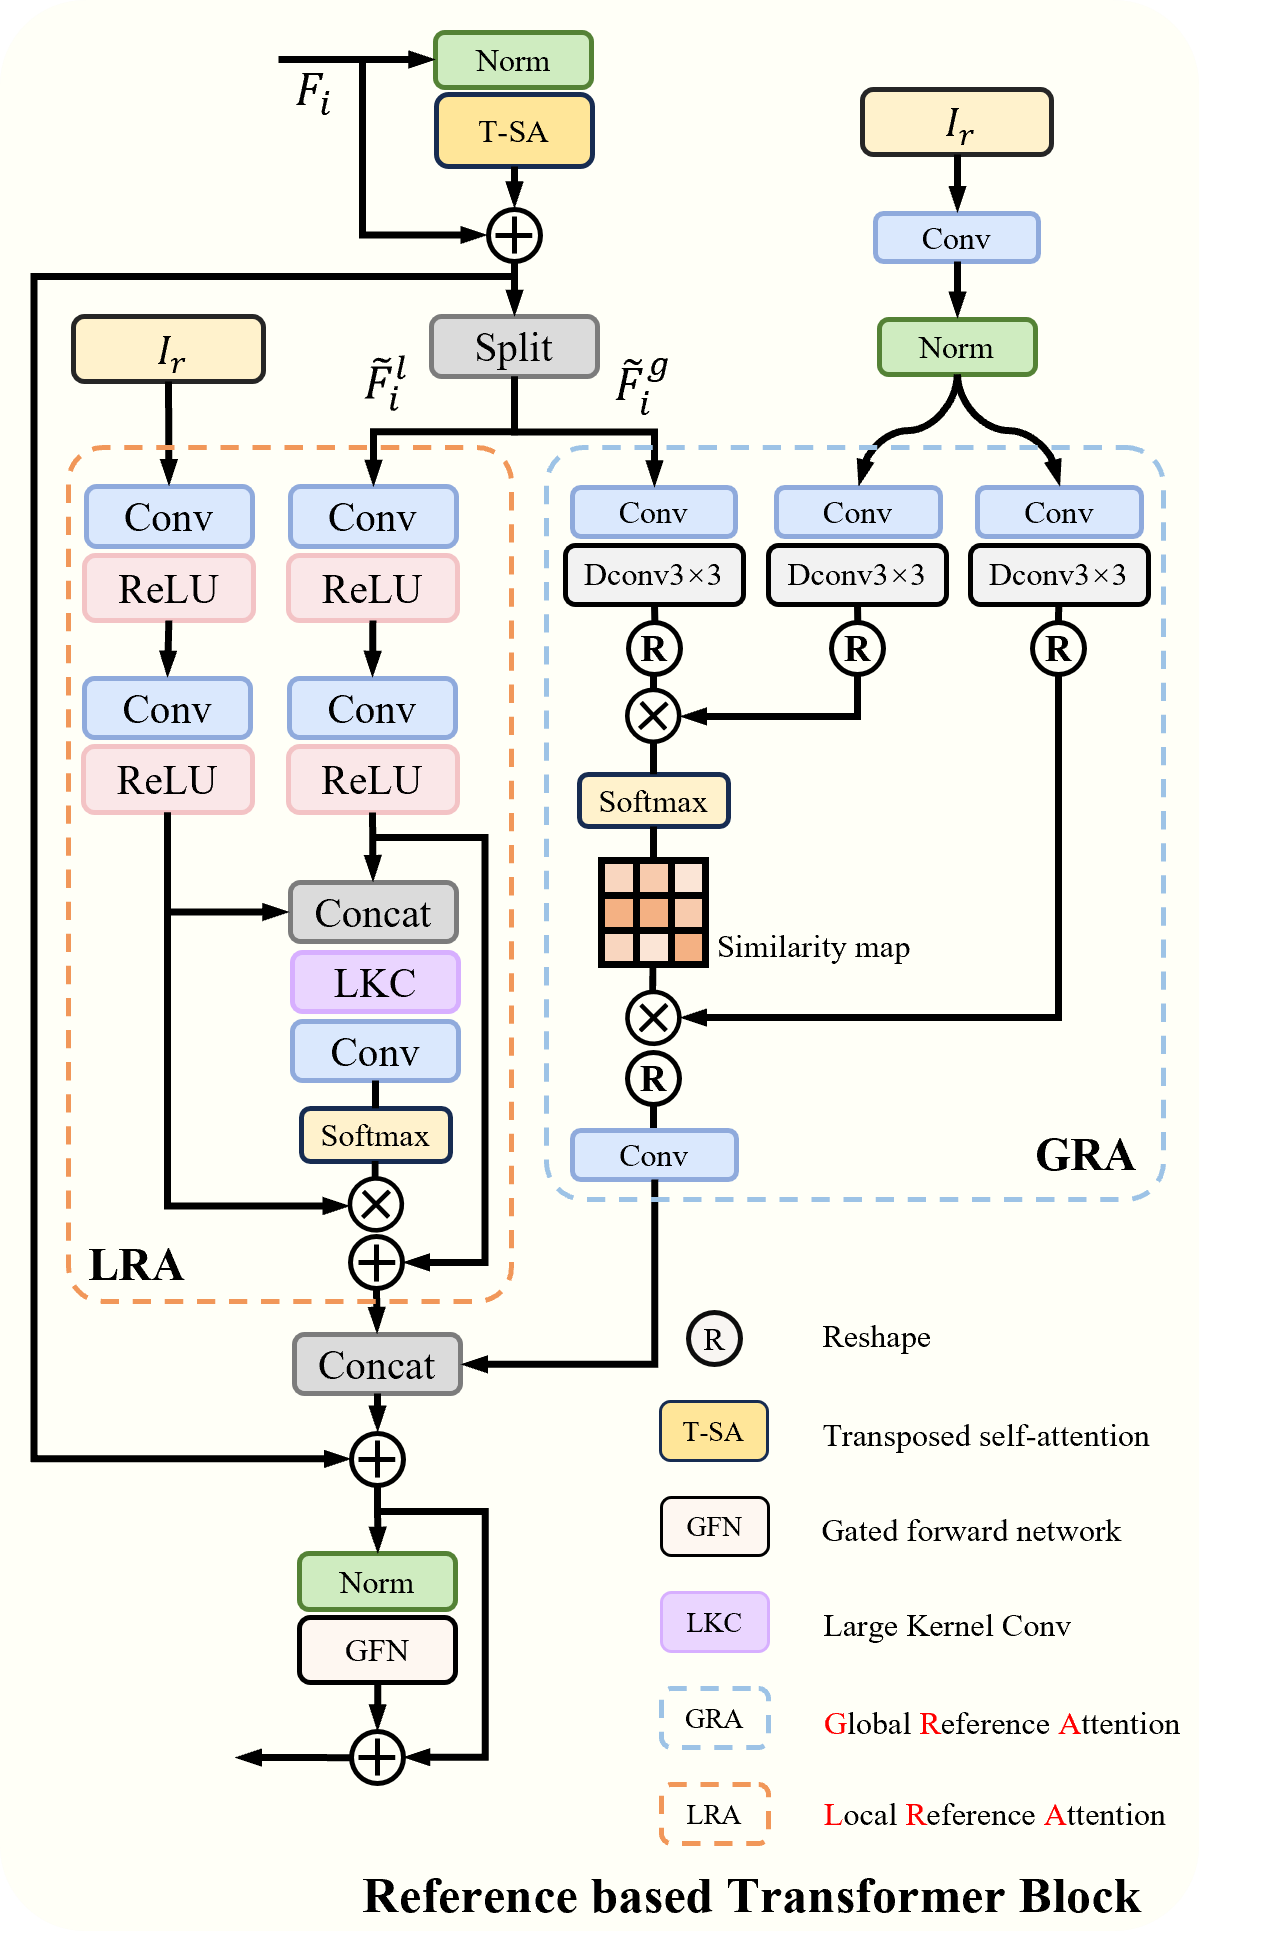 Norm
F_i
T-SA
I_r
Conv
Norm
I_r
Split
F̃_i^l
F̃_i^g
Conv
ReLU
Conv
ReLU
Conv
ReLU
Conv
ReLU
Concat
LKC
Conv
Softmax
LRA
Conv
Conv
Conv
Dconv3×3
Dconv3×3
Dconv3×3
R
R
R
Softmax
Similarity map
R
Conv
GRA
Concat
Norm
GFN
R Reshape
T-SA Transposed self-attention
GFN Gated forward network
LKC Large Kernel Conv
GRA Global Reference Attention
LRA Local Reference Attention
Reference based Transformer Block